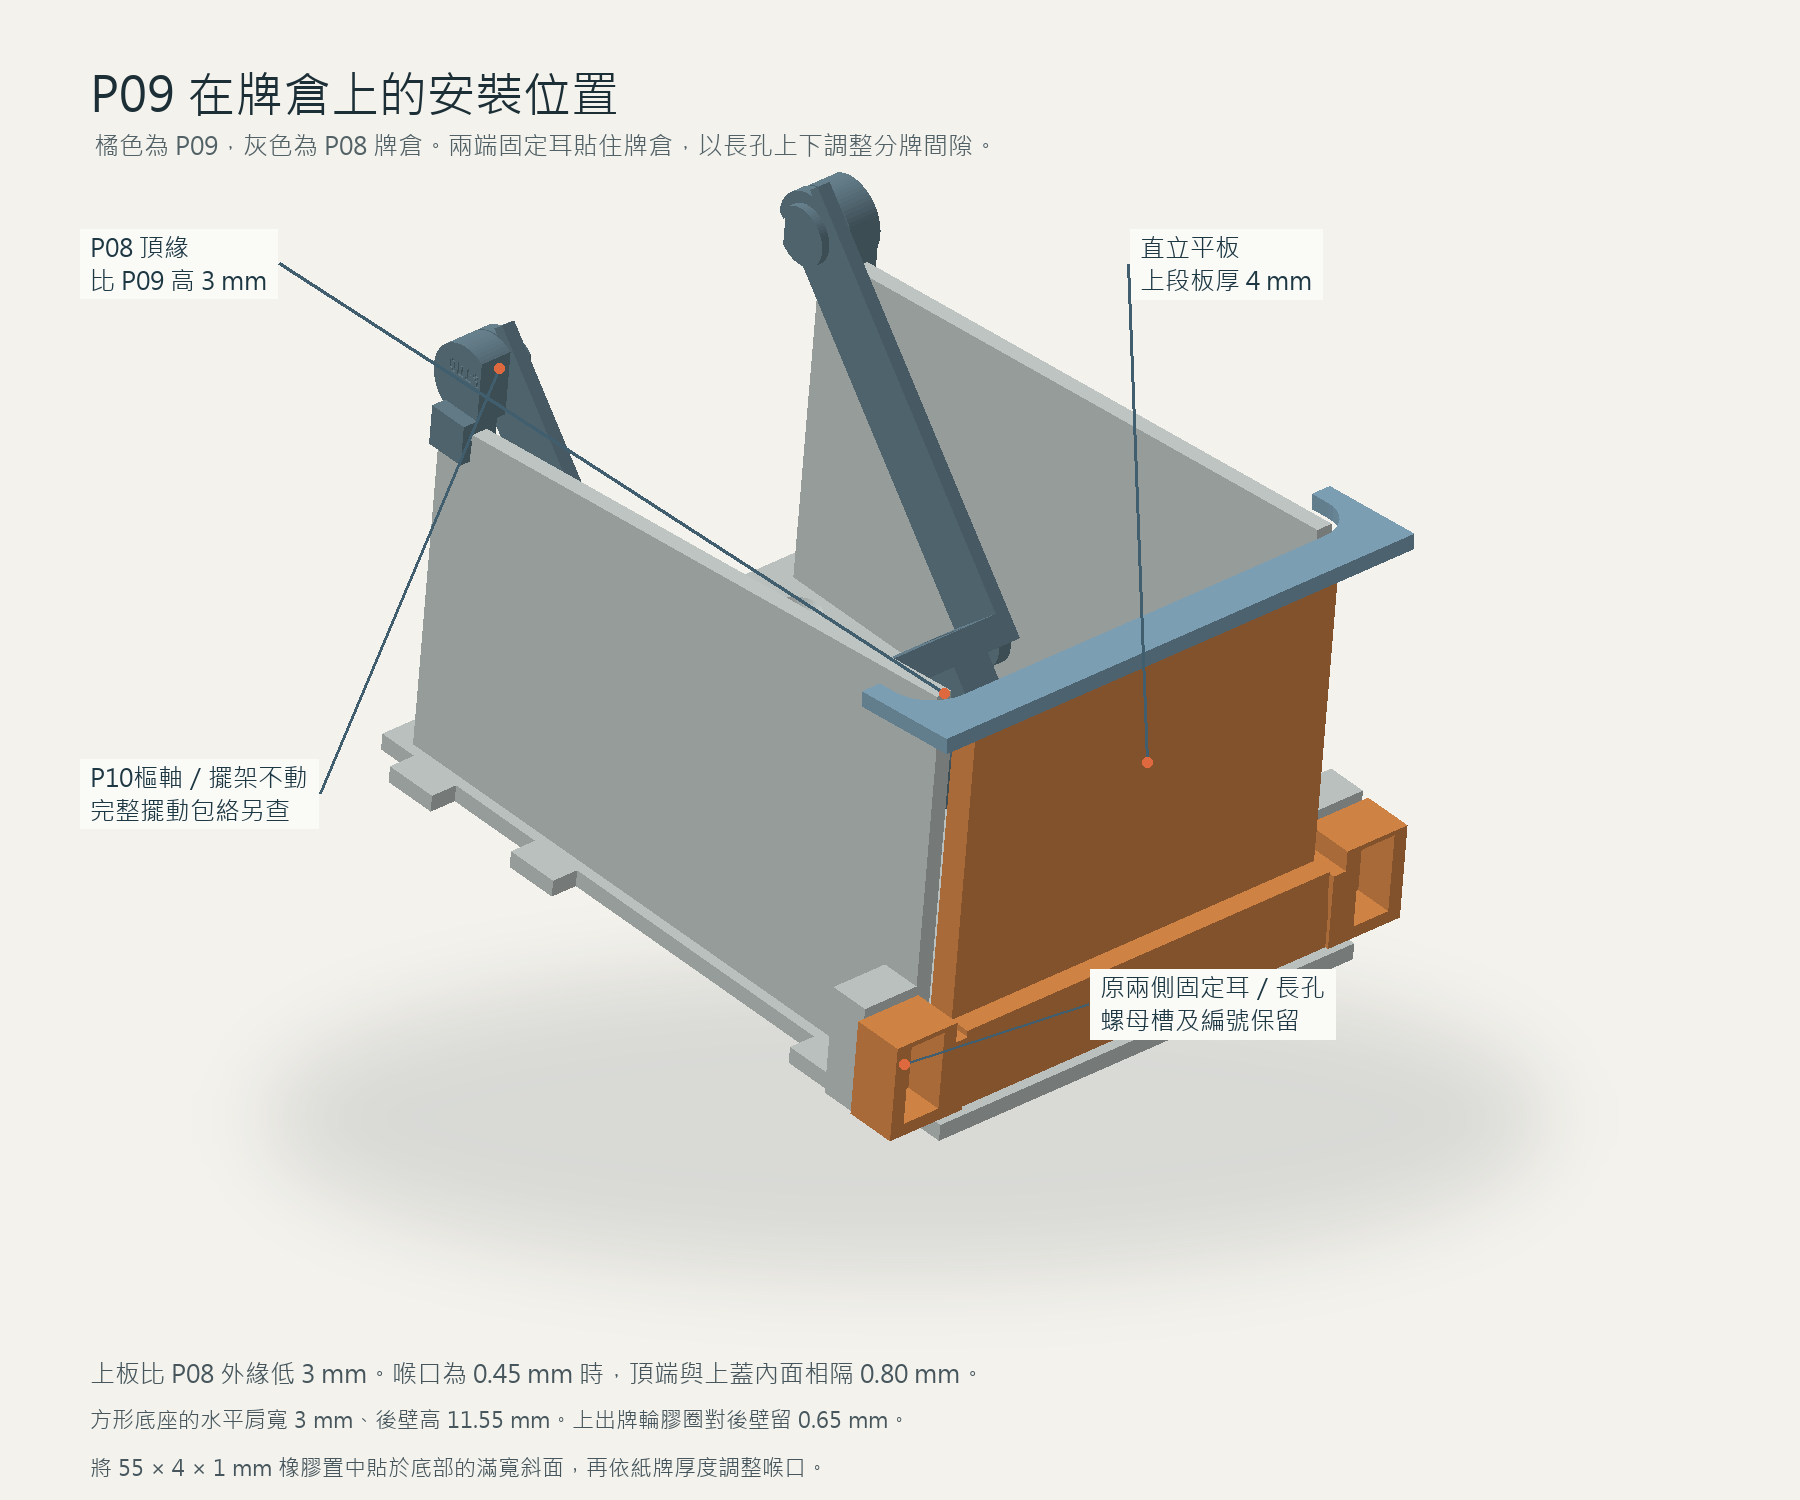 P09 在牌倉上的安裝位置
橘色為 P09，灰色為 P08 牌倉。兩端固定耳貼住牌倉，以長孔上下調整分牌間隙。
P08 頂緣
比 P09 高 3 mm
直立平板
上段板厚 4 mm
P10樞軸 / 擺架不動
完整擺動包絡另查
原兩側固定耳 / 長孔
螺母槽及編號保留
上板比 P08 外緣低 3 mm。喉口為 0.45 mm 時，頂端與上蓋內面相隔 0.80 mm。
方形底座的水平肩寬 3 mm、後壁高 11.55 mm。上出牌輪膠圈對後壁留 0.65 mm。
將 55 × 4 × 1 mm 橡膠置中貼於底部的滿寬斜面，再依紙牌厚度調整喉口。